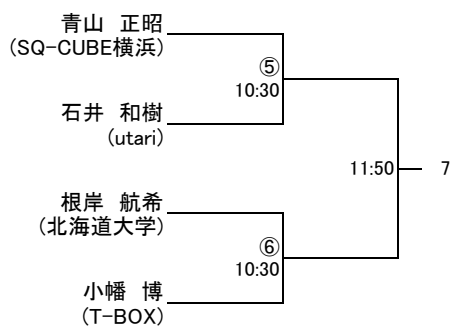 青山 正昭
(SQ-CUBE横浜)
⑤
10:30
石井 和樹
(utari)
11:50
7
根岸 航希
(北海道大学)
⑥
10:30
小幡 博
(T-BOX)